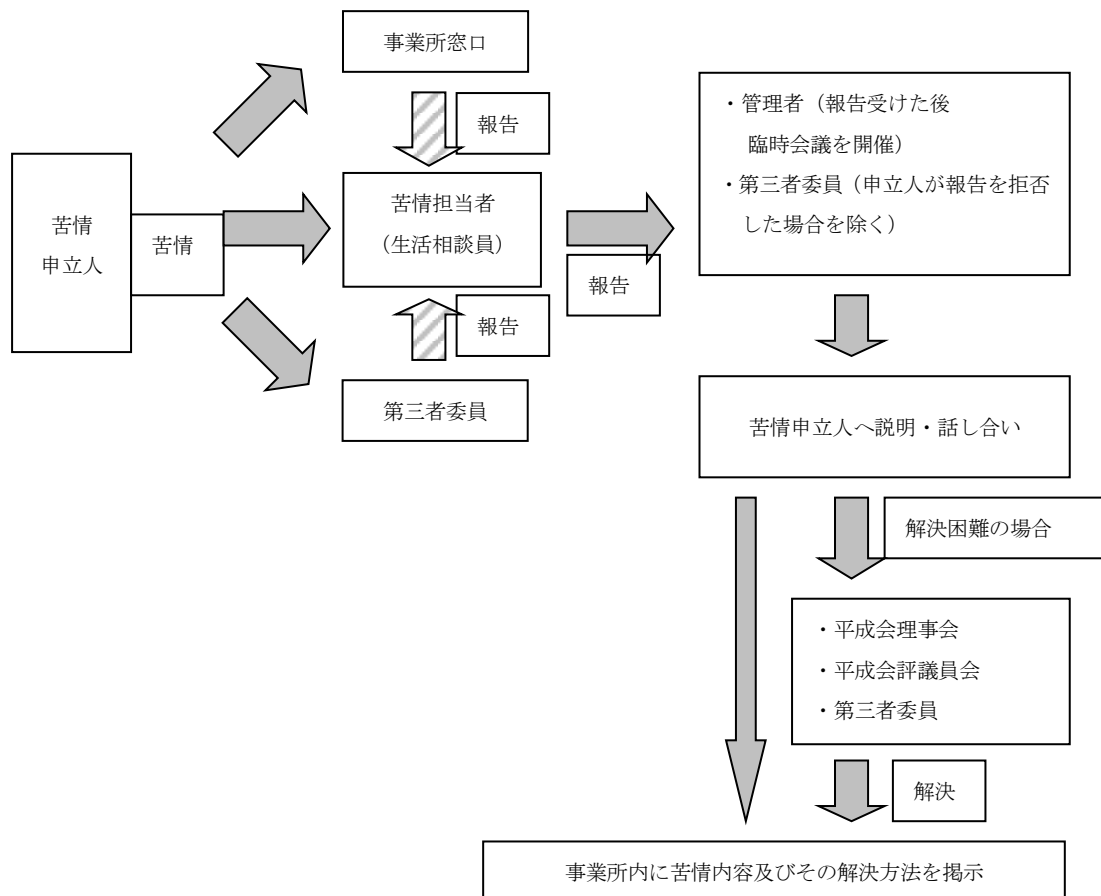 事業所窓口
報告
苦情
申立人
苦情
苦情担当者
（生活相談員）
報告
第三者委員
報告
・管理者（報告受けた後
臨時会議を開催）
・第三者委員（申立人が報告を拒否
した場合を除く）
苦情申立人へ説明・話し合い
解決困難の場合
・平成会理事会
・平成会評議員会
・第三者委員
解決
事業所内に苦情内容及びその解決方法を掲示